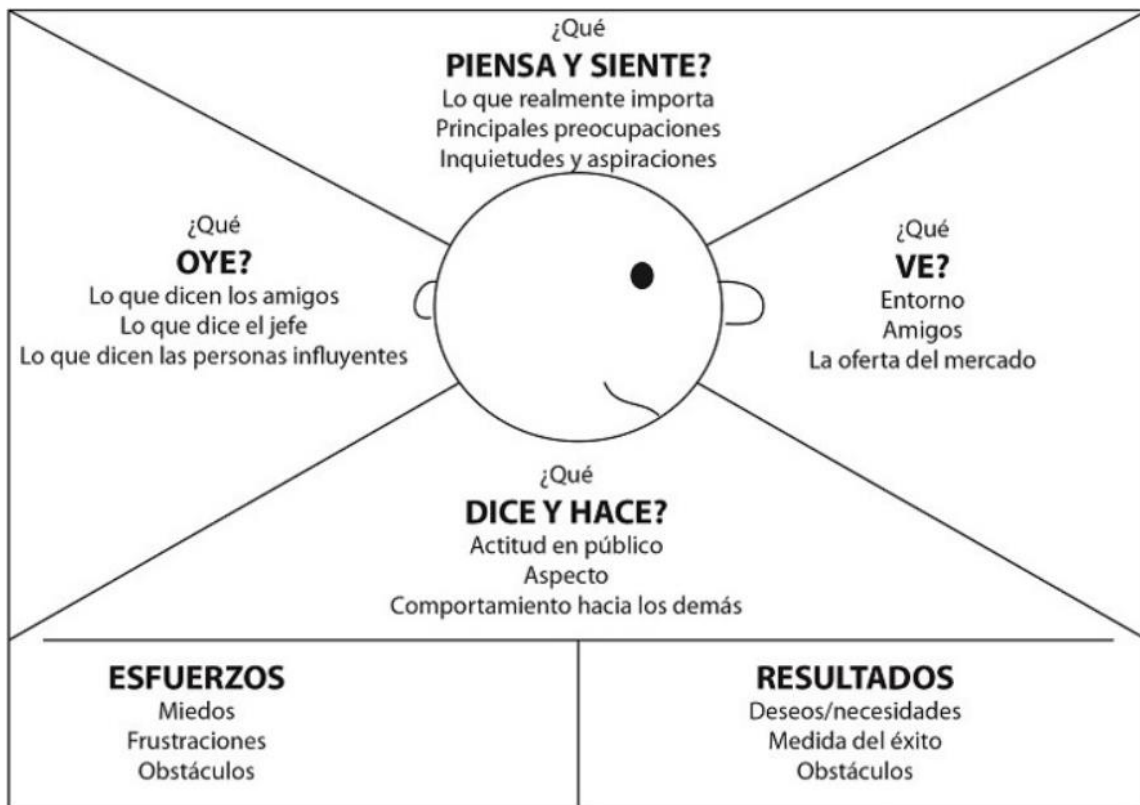 ¿Qué
PIENSA Y SIENTE?
Lo que realmente importa
Principales preocupaciones
Inquietudes y aspiraciones
¿Qué
OYE?
Lo que dicen los amigos
Lo que dice el jefe
Lo que dicen las personas influyentes
¿Qué
VE?
Entorno
Amigos
La oferta del mercado
¿Qué
DICE Y HACE?
Actitud en público
Aspecto
Comportamiento hacia los demás
ESFUERZOS
Miedos
Frustraciones
Obstáculos
RESULTADOS
Deseos/necesidades
Medida del éxito
Obstáculos